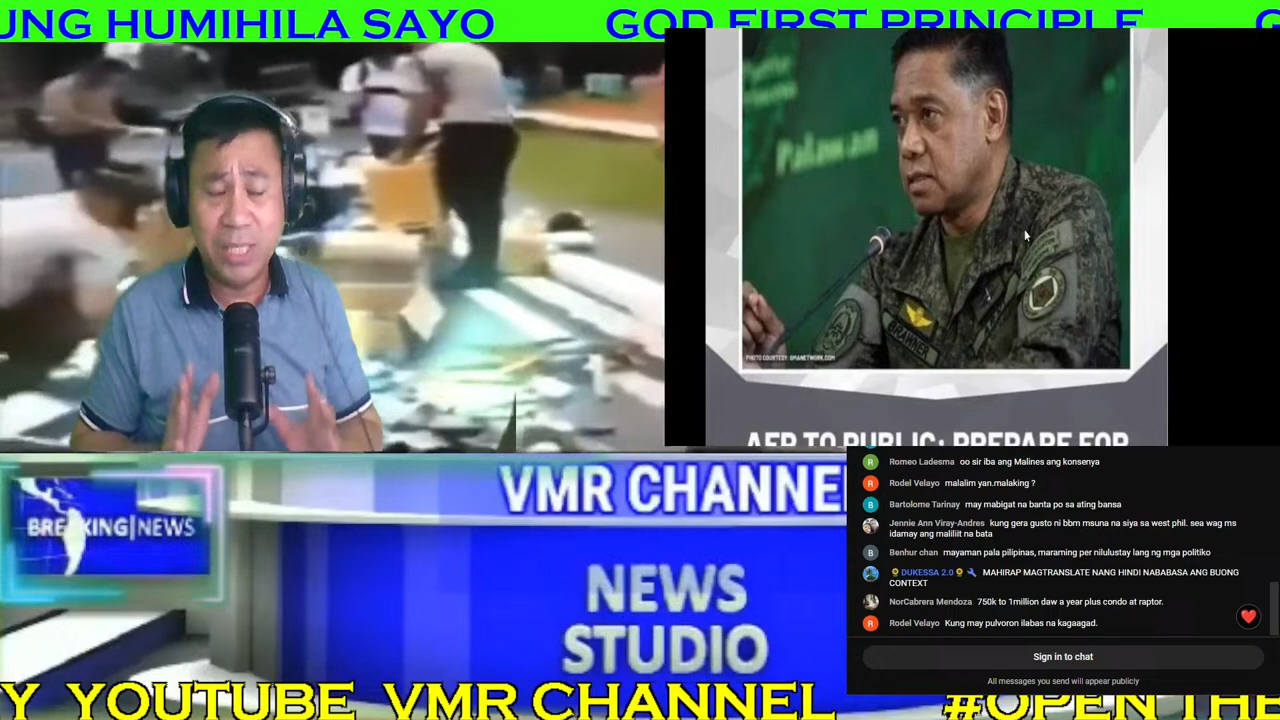 UNG HUMIHILA SAYO GOD FIRST PRINCIPLE G
Palawan
BRAWNER
PHOTO COURTESY: GMANETWORK.COM
AFP TO PUBLIC: PREPARE FOR
BREAKING|NEWS
VMR CHANNEL
NEWS
STUDIO
Romeo Ladesma oo sir iba ang Malines ang konsenya
Rodel Velayo malalim yan.malaking ?
Bartolome Tarinay may mabigat na banta po sa ating bansa
Jennie Ann Viray-Andres kung gera gusto ni bbm msuna na siya sa west phil. sea wag ms
idamay ang maliliit na bata
Benhur chan mayaman pala pilipinas, maraming per nilulustay lang ng mga politiko
DUKESSA 2.0 MAHIRAP MAGTRANSLATE NANG HINDI NABABASA ANG BUONG
CONTEXT
NorCabrera Mendoza 750k to 1million daw a year plus condo at raptor.
Rodel Velayo Kung may pulvoron ilabas na kagaagad.
Sign in to chat
All messages you send will appear publicly
Y YOUTUBE VMR CHANNEL #OPEN THE